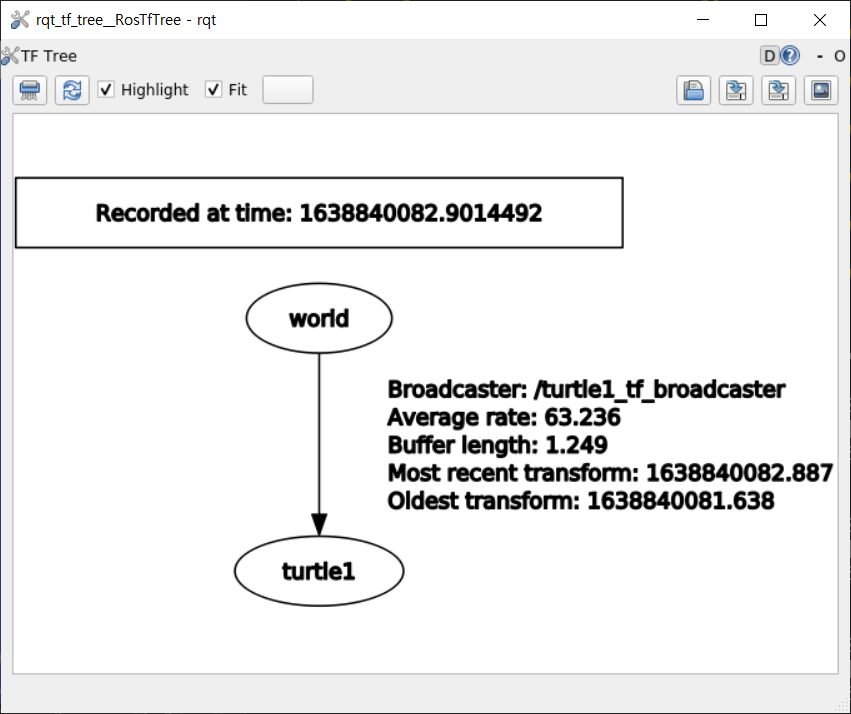 rqt_tf_tree__RosTfTree - rqt
TF Tree
D
- O
Highlight
Fit
Recorded at time: 1638840082.9014492
world
Broadcaster: /turtle1_tf_broadcaster
Average rate: 63.236
Buffer length: 1.249
Most recent transform: 1638840082.887
Oldest transform: 1638840081.638
turtle1